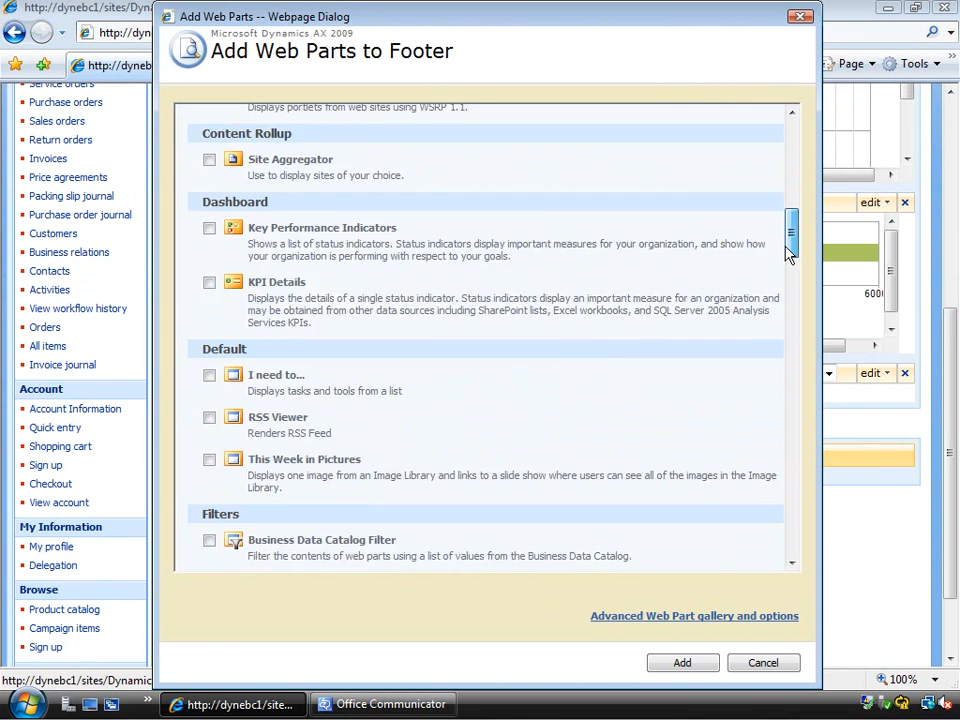 http://dynebc1/sites/Dyna
Add Web Parts -- Webpage Dialog
http://dyn
Microsoft Dynamics AX 2009
Add Web Parts to Footer
http://dyneb
Page
Tools
Service orders
Purchase orders
Sales orders
Return orders
Invoices
Price agreements
Packing slip journal
Purchase order journal
Customers
Business relations
Contacts
Activities
View workflow history
Orders
All items
Invoice journal
Account
Account Information
Quick entry
Shopping cart
Sign up
Checkout
View account
My Information
My profile
Delegation
Browse
Product catalog
Campaign items
Sign up
Displays portlets from web sites using WSRP 1.1.
Content Rollup
Site Aggregator
Use to display sites of your choice.
Dashboard
Key Performance Indicators
Shows a list of status indicators. Status indicators display important measures for your organization, and show how
your organization is performing with respect to your goals.
KPI Details
Displays the details of a single status indicator. Status indicators display an important measure for an organization and
may be obtained from other data sources including SharePoint lists, Excel workbooks, and SQL Server 2005 Analysis
Services KPIs.
Default
I need to...
Displays tasks and tools from a list
RSS Viewer
Renders RSS Feed
This Week in Pictures
Displays one image from an Image Library and links to a slide show where users can see all of the images in the Image
Library.
Filters
Business Data Catalog Filter
Filter the contents of web parts using a list of values from the Business Data Catalog.
Advanced Web Part gallery and options
Add
Cancel
edit
6000
edit
http://dynebc1/sites/Dynamic
100%
http://dynebc1/site...
Office Communicator